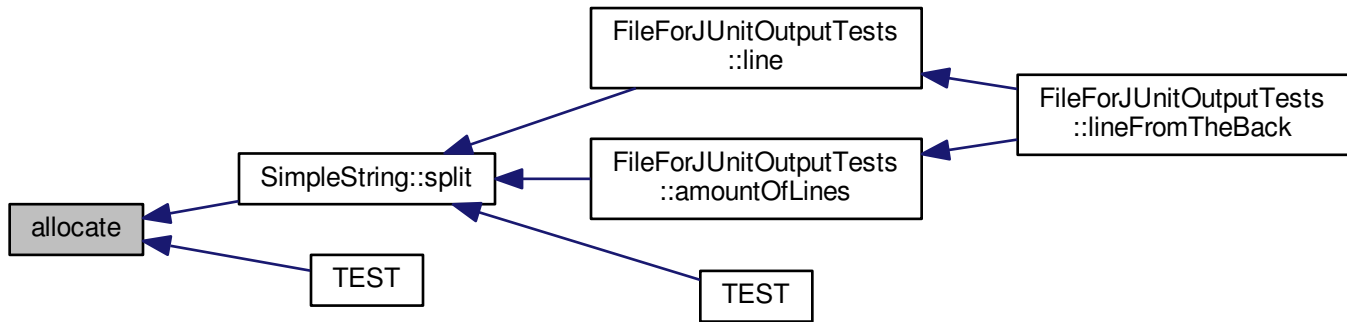 FileForJUnitOutputTests
::line
FileForJUnitOutputTests
::lineFromTheBack
SimpleString::split
FileForJUnitOutputTests
::amountOfLines
allocate
TEST
TEST